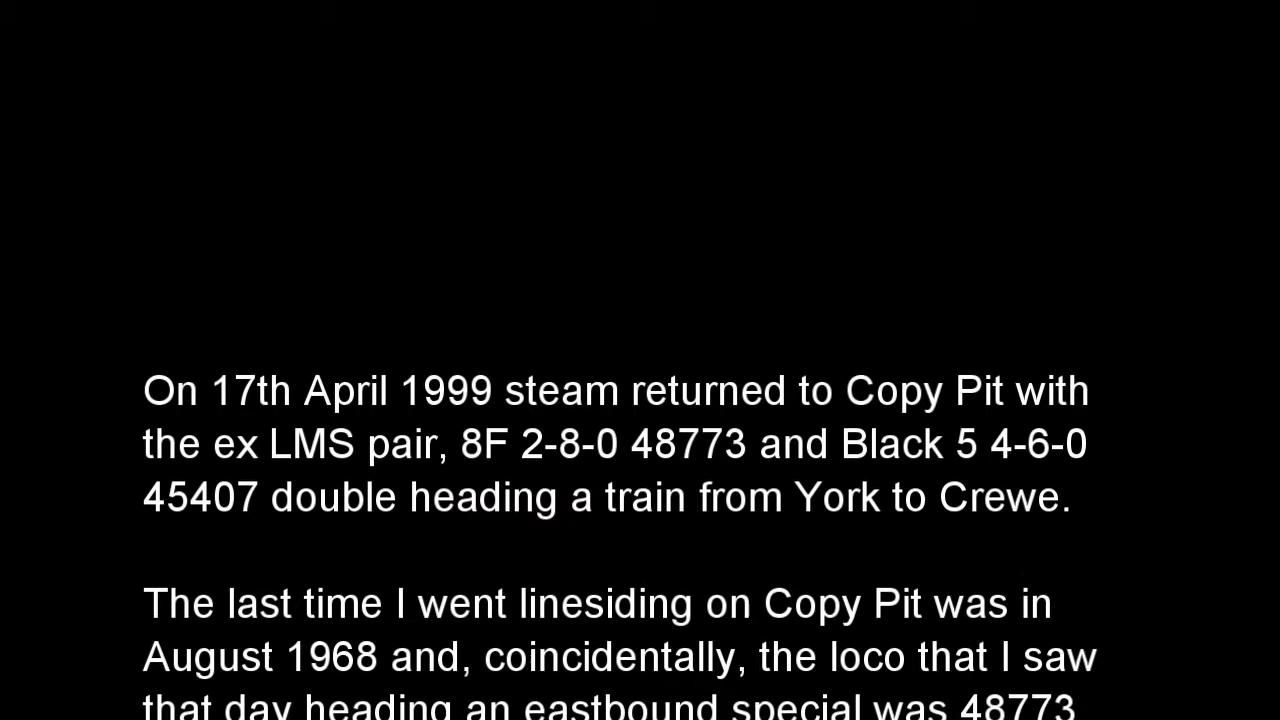 On 17th April 1999 steam returned to Copy Pit with
the ex LMS pair, 8F 2-8-0 48773 and Black 5 4-6-0
45407 double heading a train from York to Crewe.
The last time I went linesiding on Copy Pit was in
August 1968 and, coincidentally, the loco that I saw
that day heading an eastbound special was 48773